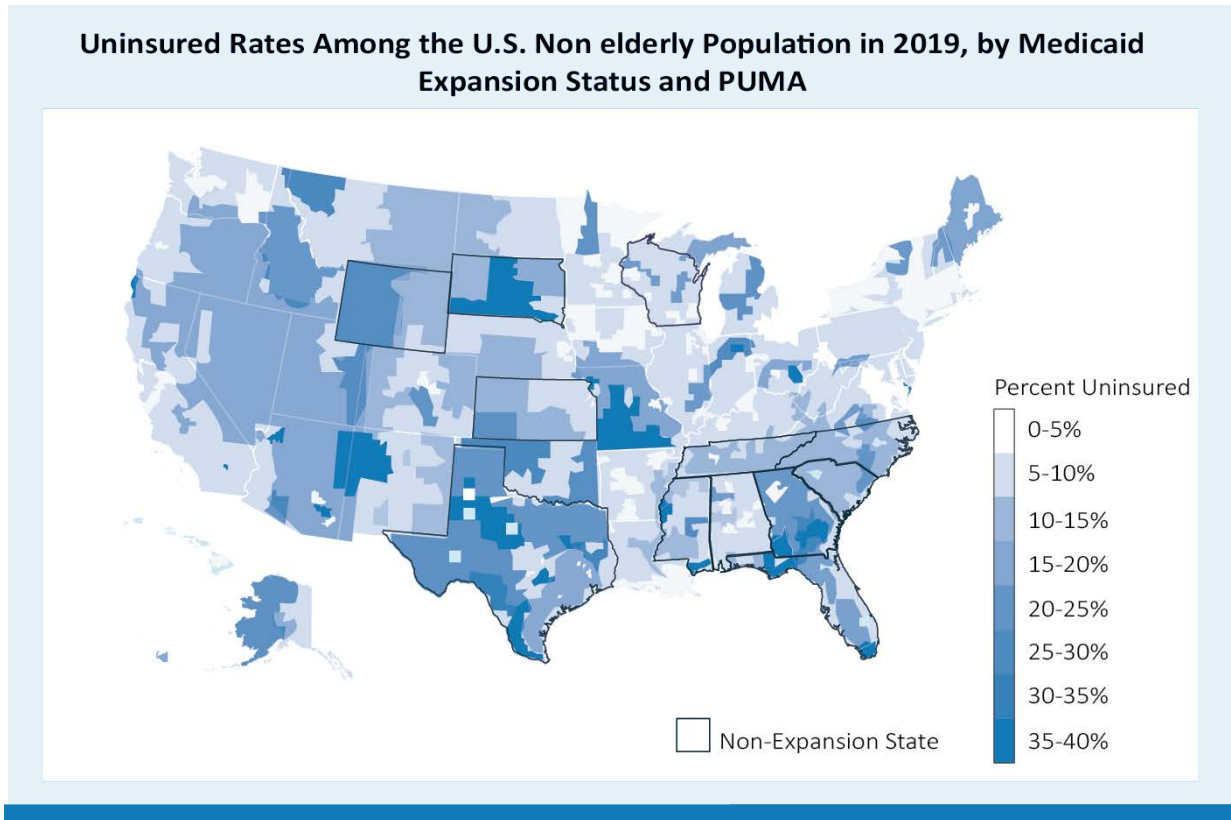 Uninsured Rates Among the U.S. Non elderly Population in 2019, by Medicaid
Expansion Status and PUMA
Percent Uninsured
0-5%
5-10%
10-15%
15-20%
20-25%
25-30%
30-35%
35-40%
Non-Expansion State